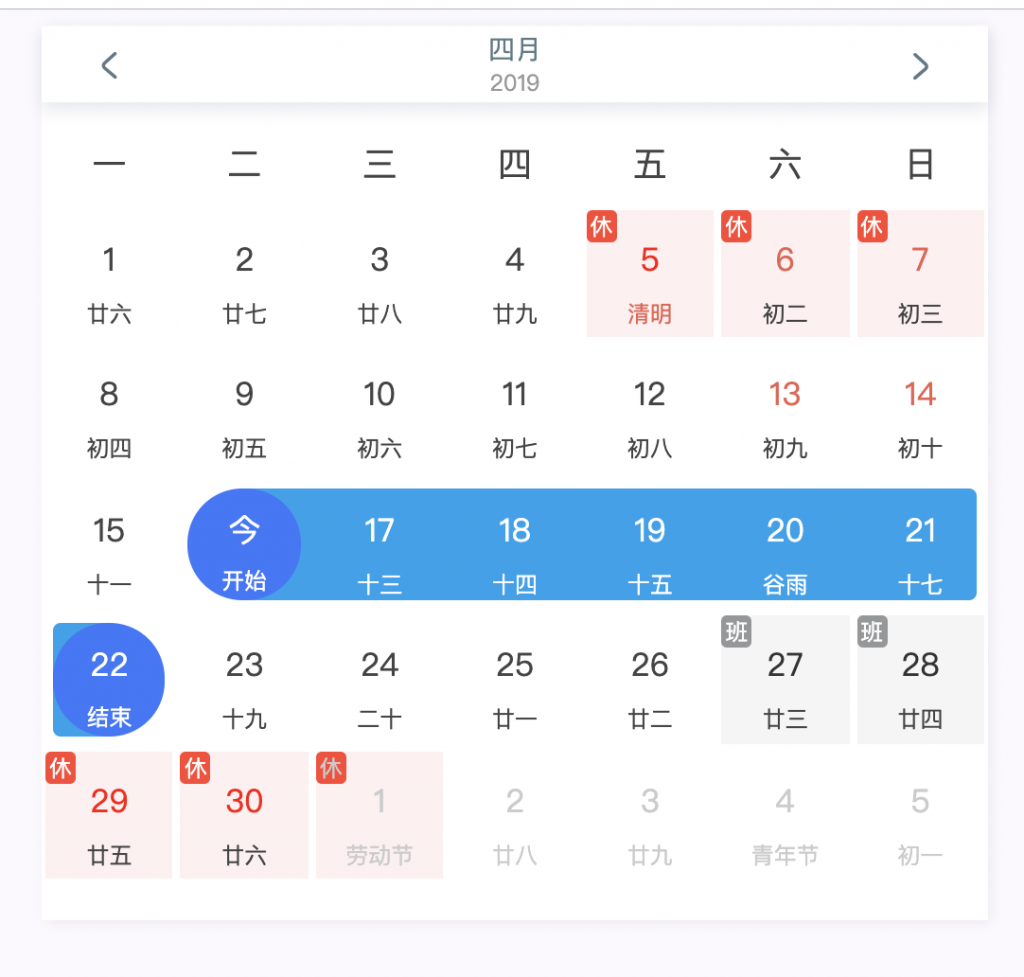 四月
2019
一 二 三 四 五 六 日
休 休 休
1 2 3 4 5 6 7
廿六 廿七 廿八 廿九 清明 初二 初三
8 9 10 11 12 13 14
初四 初五 初六 初七 初八 初九 初十
15 今 17 18 19 20 21
十一 开始 十三 十四 十五 谷雨 十七
班 班
22 23 24 25 26 27 28
结束 十九 二十 廿一 廿二 廿三 廿四
休 休 休
29 30 1 2 3 4 5
廿五 廿六 劳动节 廿八 廿九 青年节 初一